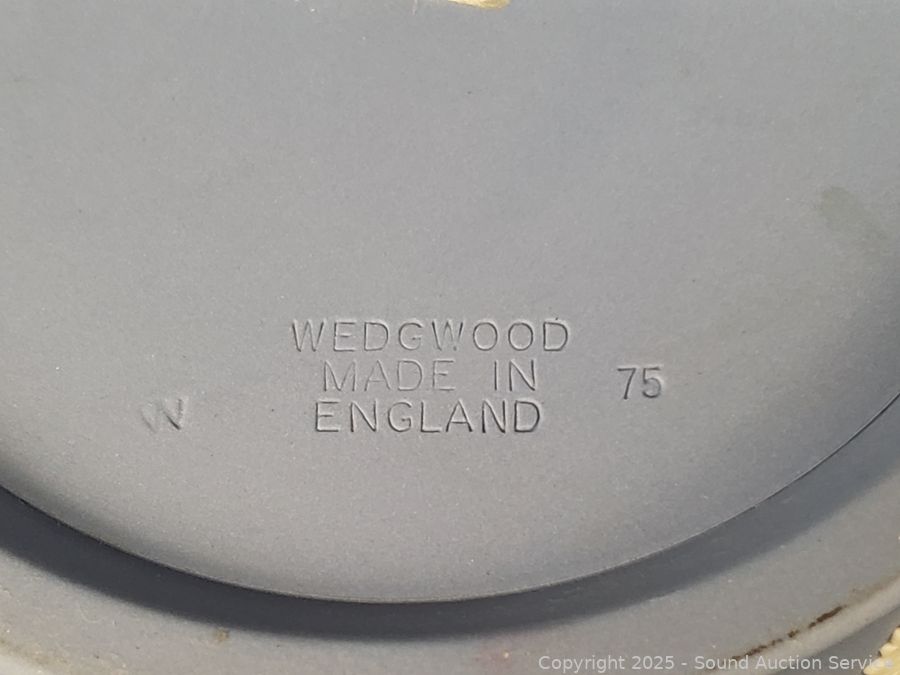 WEDGWOOD
MADE IN
ENGLAND
75
W
Copyright © 2025 - Sound Auction Service